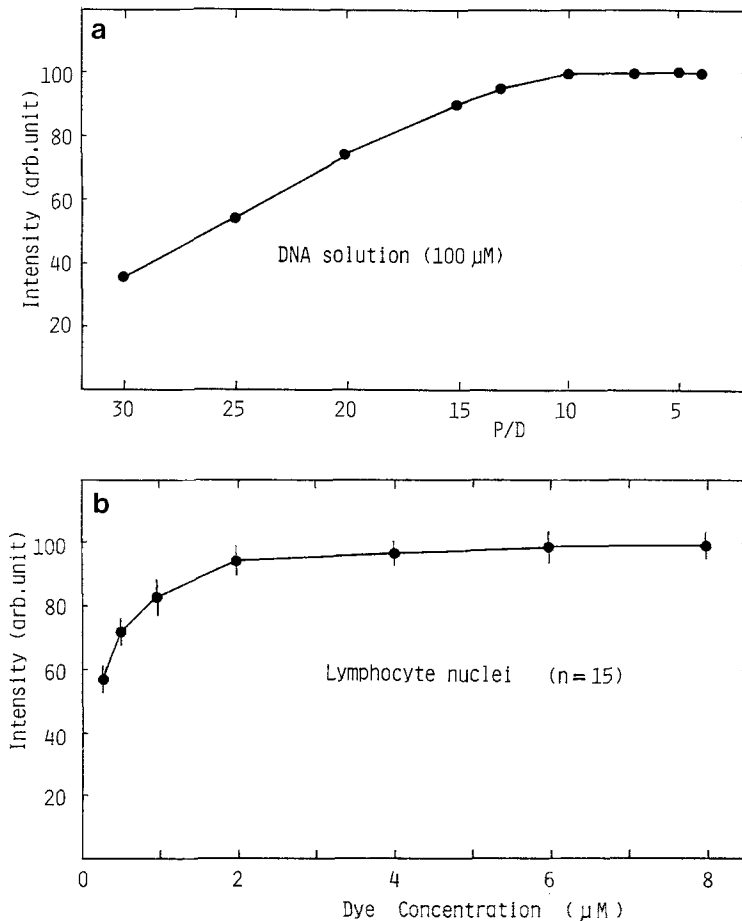 a
100
80
60
40
20
Intensity (arb.unit)
DNA solution (100 μM)
30 25 20 15 10 5
P/D
b
100
80
60
40
20
Intensity (arb.unit)
Lymphocyte nuclei (n=15)
0 2 4 6 8
Dye Concentration (μM)